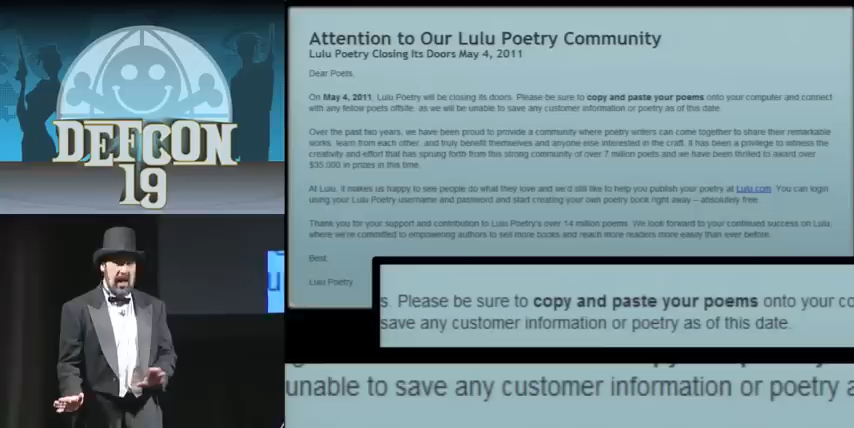 DEFCON
19
Attention to Our Lulu Poetry Community
Lulu Poetry Closing Its Doors May 4, 2011
Dear Poets,
On May 4, 2011, Lulu Poetry will be closing its doors. Please be sure to copy and paste your poems onto your computer and connect
with any fellow poets offsite, as we will be unable to save any customer information or poetry as of this date.
Over the past two years, we have been proud to provide a community where poetry writers can come together to share their remarkable
works, learn from each other, and truly benefit themselves and anyone else interested in the craft. It has been a privilege to witness the
creativity and effort that has sprung forth from this strong community of over 7 million poets and we have been thrilled to award over
$35,000 in prizes in this time.
At Lulu, it makes us happy to see people do what they love and we'd still like to help you publish your poetry at Lulu.com. You can login
using your Lulu Poetry username and password and start creating your own poetry book right away – absolutely free.
Thank you for your support and contribution to Lulu Poetry's over 14 million poems. We look forward to your continued success on Lulu,
where we're committed to empowering authors to sell more books and reach more readers more easily than ever before.
Best,
Lulu Poetry
s. Please be sure to copy and paste your poems onto your co
save any customer information or poetry as of this date.
unable to save any customer information or poetry a